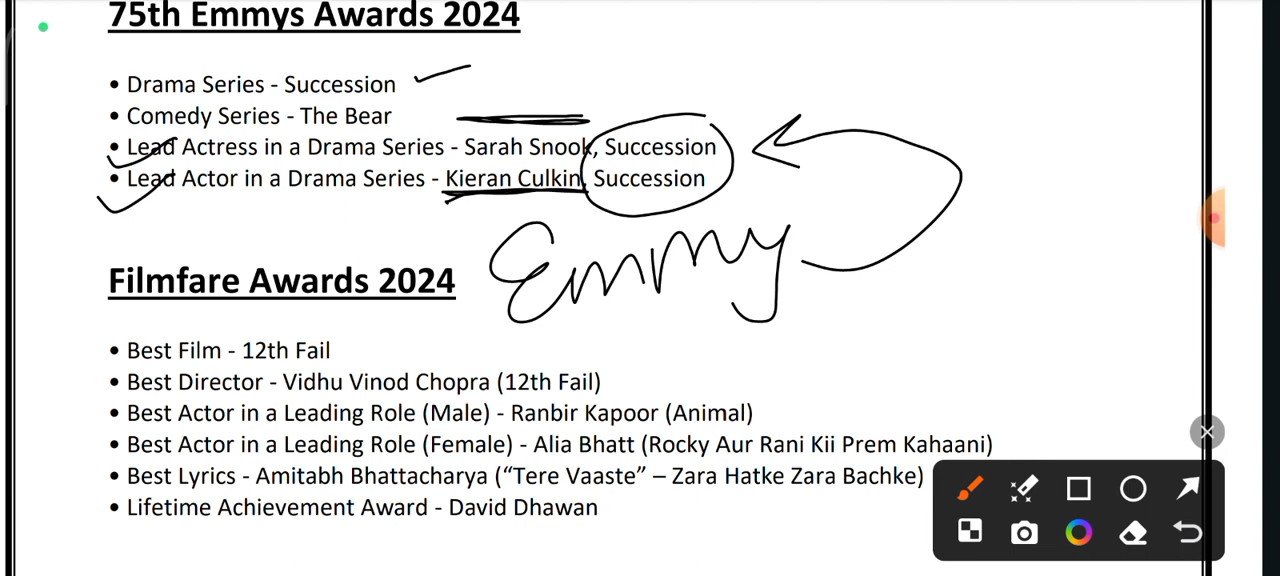 75th Emmys Awards 2024
• Drama Series - Succession
• Comedy Series - The Bear
• Lead Actress in a Drama Series - Sarah Snook, Succession
• Lead Actor in a Drama Series - Kieran Culkin, Succession
Emmy
Filmfare Awards 2024
• Best Film - 12th Fail
• Best Director - Vidhu Vinod Chopra (12th Fail)
• Best Actor in a Leading Role (Male) - Ranbir Kapoor (Animal)
• Best Actor in a Leading Role (Female) - Alia Bhatt (Rocky Aur Rani Kii Prem Kahaani)
• Best Lyrics - Amitabh Bhattacharya (“Tere Vaaste” – Zara Hatke Zara Bachke)
• Lifetime Achievement Award - David Dhawan